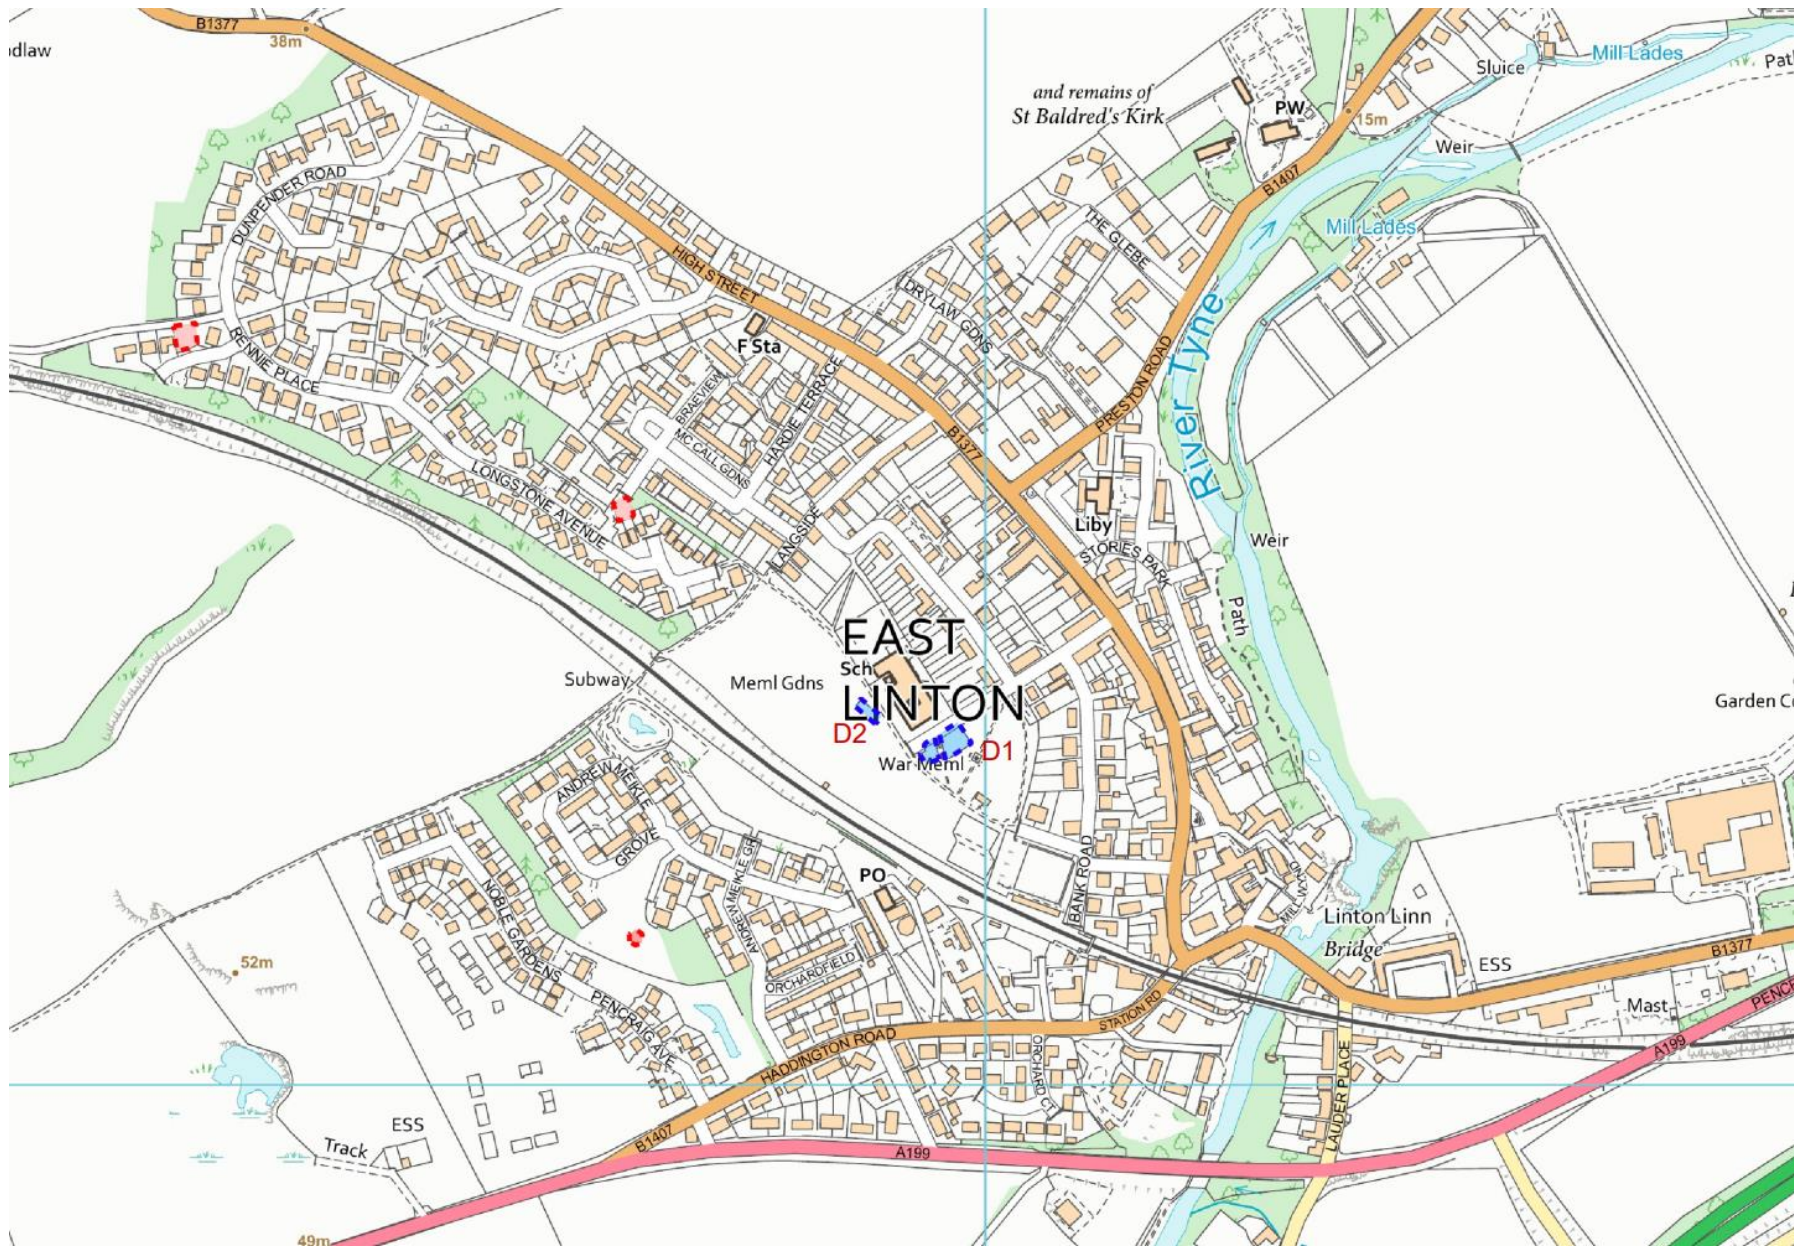 B1377
38m
dlaw
and remains of
St Baldred's Kirk
PW
15m
Sluice
Mill Lades
Path
Weir
B1407
Mill Lades
DUNPENDER ROAD
THE GLEBE
HIGH STREET
DRYLAW GDNS
River Tyne
RENNIE PLACE
F Sta
BRAEVIEW
HARDIE TERRACE
PRESTON ROAD
MC CALL GDNS
B1377
LONGSTONE AVENUE
LANGSIDE
Liby
STORIES PARK
Weir
Path
EAST
LINTON
Sch
Subway
Meml Gdns
D2
D1
War Meml
Garden
ANDREW MEIKLE
GROVE
ANDREW MEIKLE GR
PO
BANK ROAD
MILL WYND
NOBLE GARDENS
Linton Linn
Bridge
ESS
B1377
52m
ORCHARDFIELD
PENCRAIG AVE
STATION RD
Mast
HADDINGTON ROAD
ORCHARD CT
A199
LAUDER PLACE
ESS
Track
B1407
A199
49m